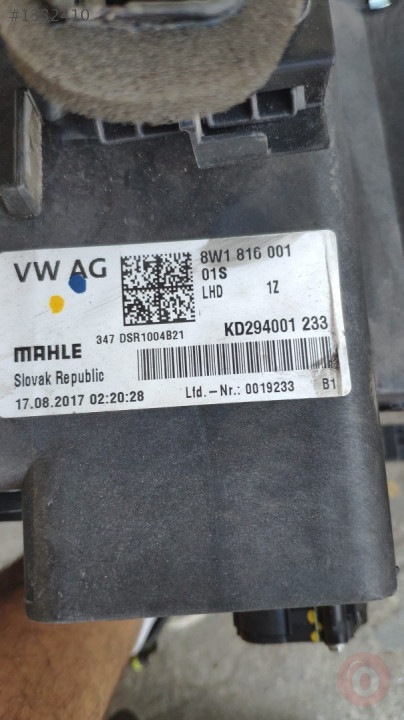 #1332410
VW AG
8W1 816 001
01S
LHD 1Z
347 DSR1004B21
KD294001 233
MAHLE
Slovak Republic
17.08.2017 02:20:28
Lfd.-Nr.: 0019233 B1